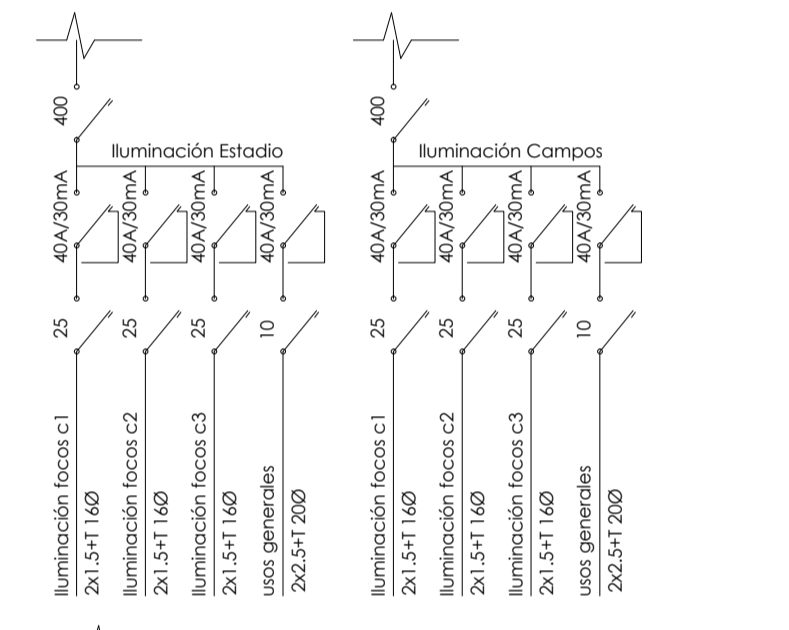 400
Iluminación Estadio
40A/30mA
40A/30mA
40A/30mA
40A/30mA
25
25
25
10
Iluminación focos c1
2x1.5+T 16Ø
Iluminación focos c2
2x1.5+T 16Ø
Iluminación focos c3
2x1.5+T 16Ø
usos generales
2x2.5+T 20Ø
400
Iluminación Campos
40A/30mA
40A/30mA
40A/30mA
40A/30mA
25
25
25
10
Iluminación focos c1
2x1.5+T 16Ø
Iluminación focos c2
2x1.5+T 16Ø
Iluminación focos c3
2x1.5+T 16Ø
usos generales
2x2.5+T 20Ø